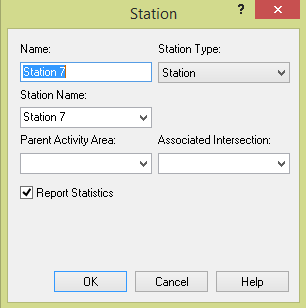 Station
?
Name:
Station Type:
Station 7
Station
Station Name:
Station 7
Parent Activity Area:
Associated Intersection:
Report Statistics
OK
Cancel
Help